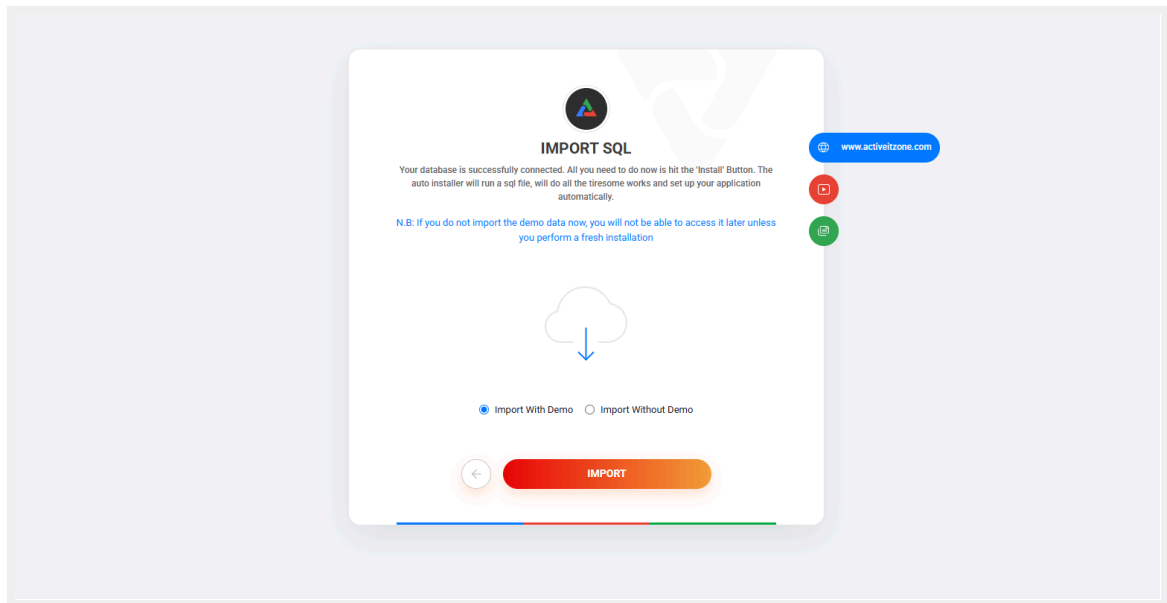 IMPORT SQL
Your database is successfully connected. All you need to do now is hit the 'Install' Button. The
auto installer will run a sql file, will do all the tiresome works and set up your application
automatically.
N.B: If you do not import the demo data now, you will not be able to access it later unless
you perform a fresh installation
www.activeitzone.com
Import With Demo Import Without Demo
IMPORT